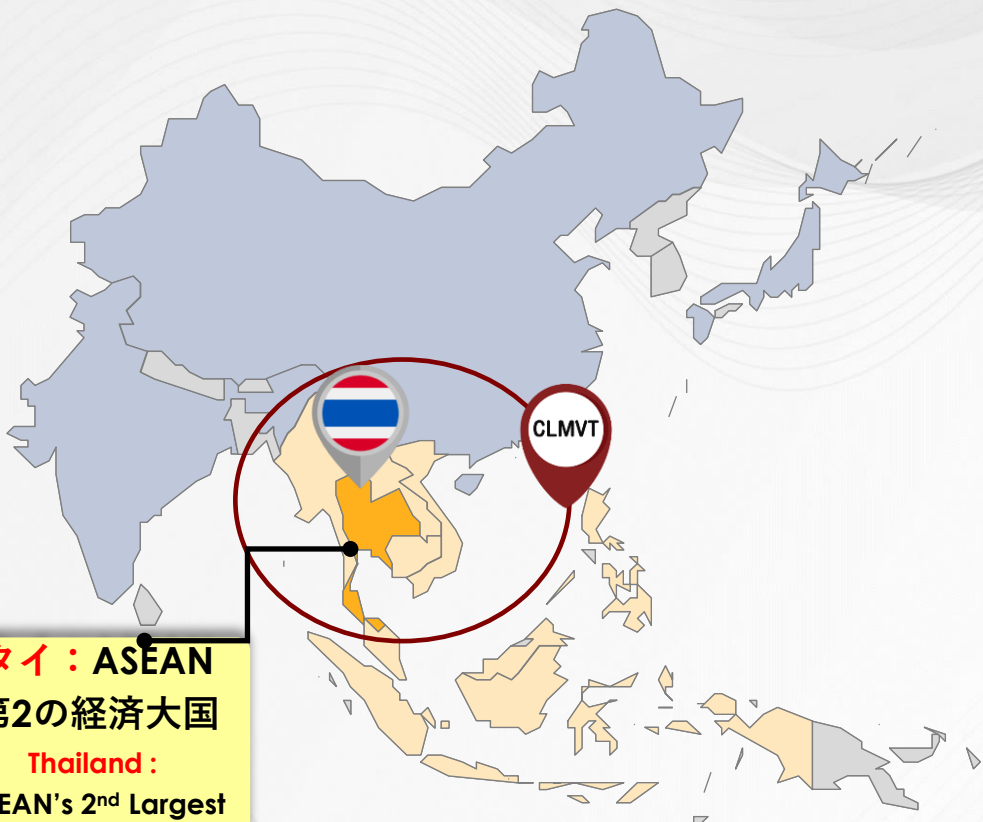 CLMVT
タイ：ASEAN
第2の経済大国
Thailand :
EAN's 2nd Largest